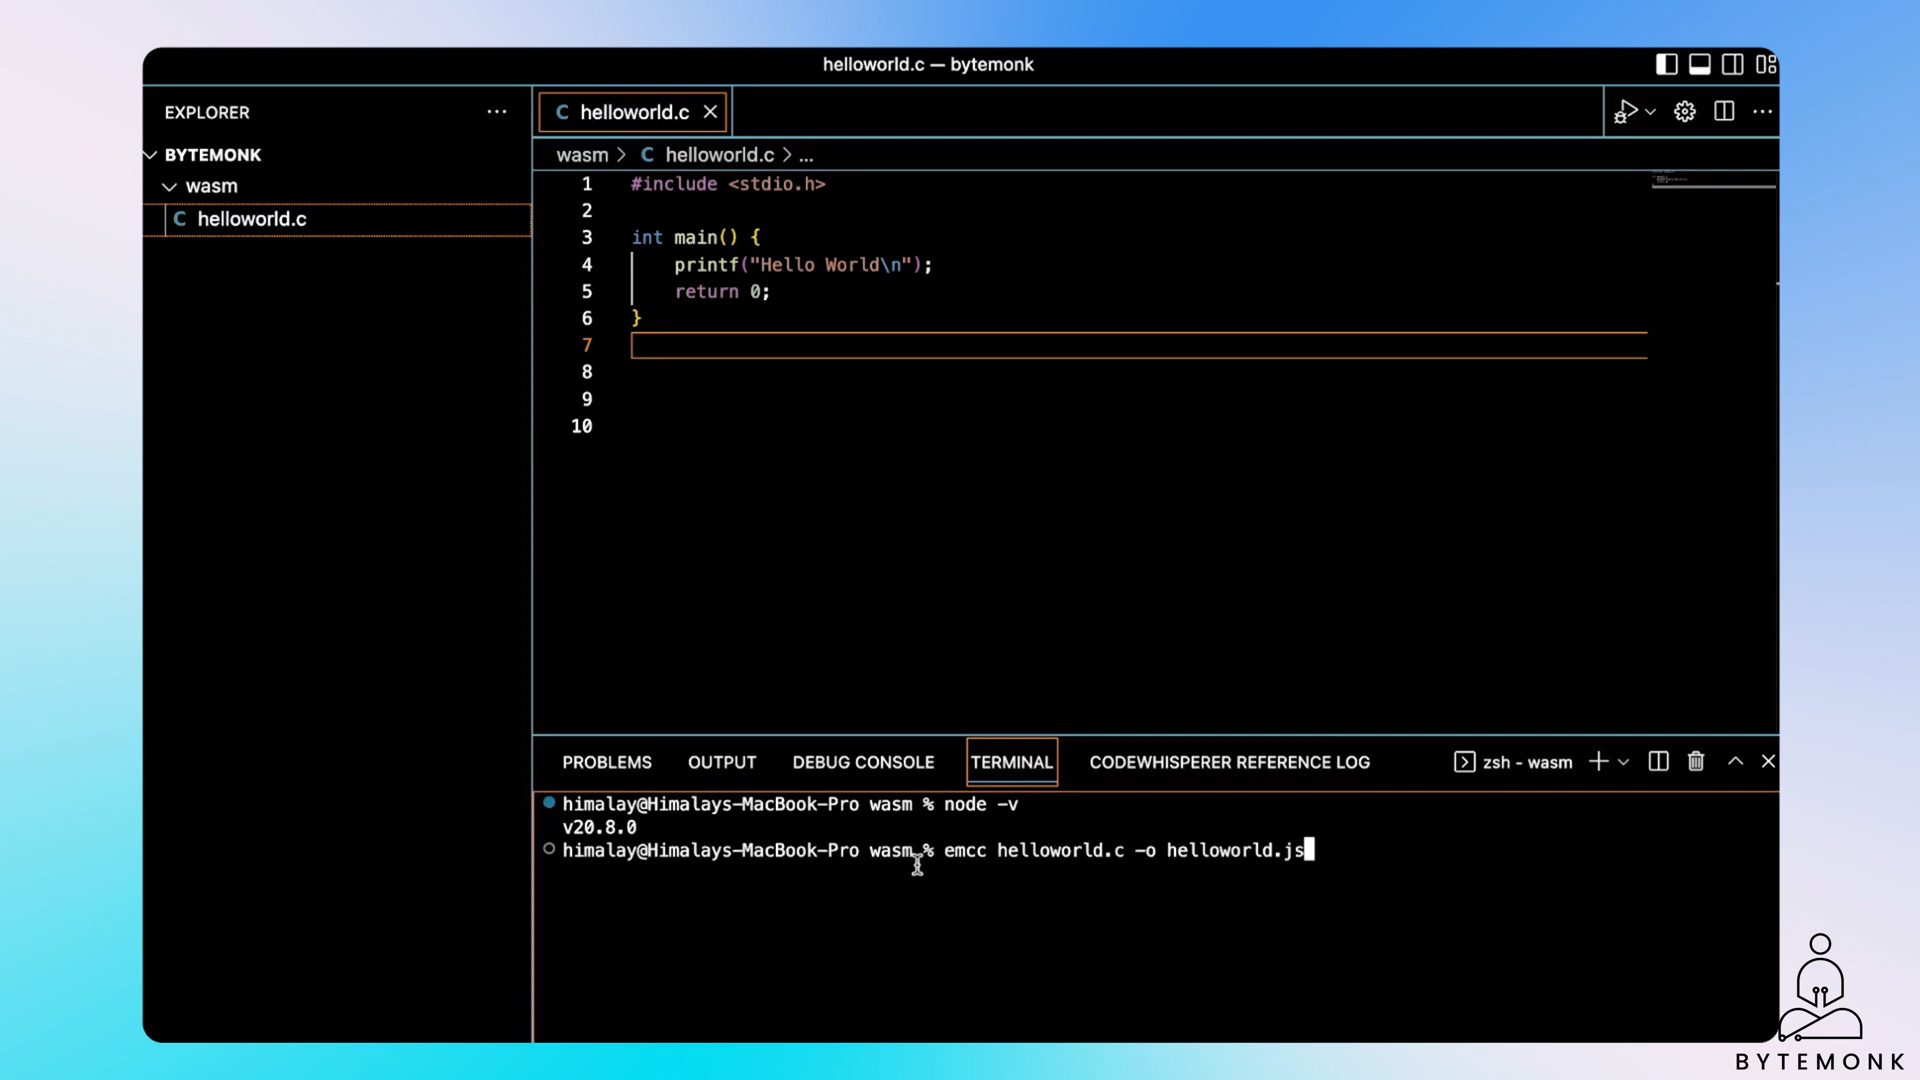 helloworld.c — bytemonk
EXPLORER
BYTEMONK
wasm
C helloworld.c
C helloworld.c
wasm > C helloworld.c > ...
1 #include <stdio.h>
2
3 int main() {
4 printf("Hello World\n");
5 return 0;
6 }
7
8
9
10
PROBLEMS OUTPUT DEBUG CONSOLE TERMINAL CODEWHISPERER REFERENCE LOG zsh - wasm
himalay@Himalays-MacBook-Pro wasm % node -v
v20.8.0
himalay@Himalays-MacBook-Pro wasm % emcc helloworld.c -o helloworld.js
BYTEMONK